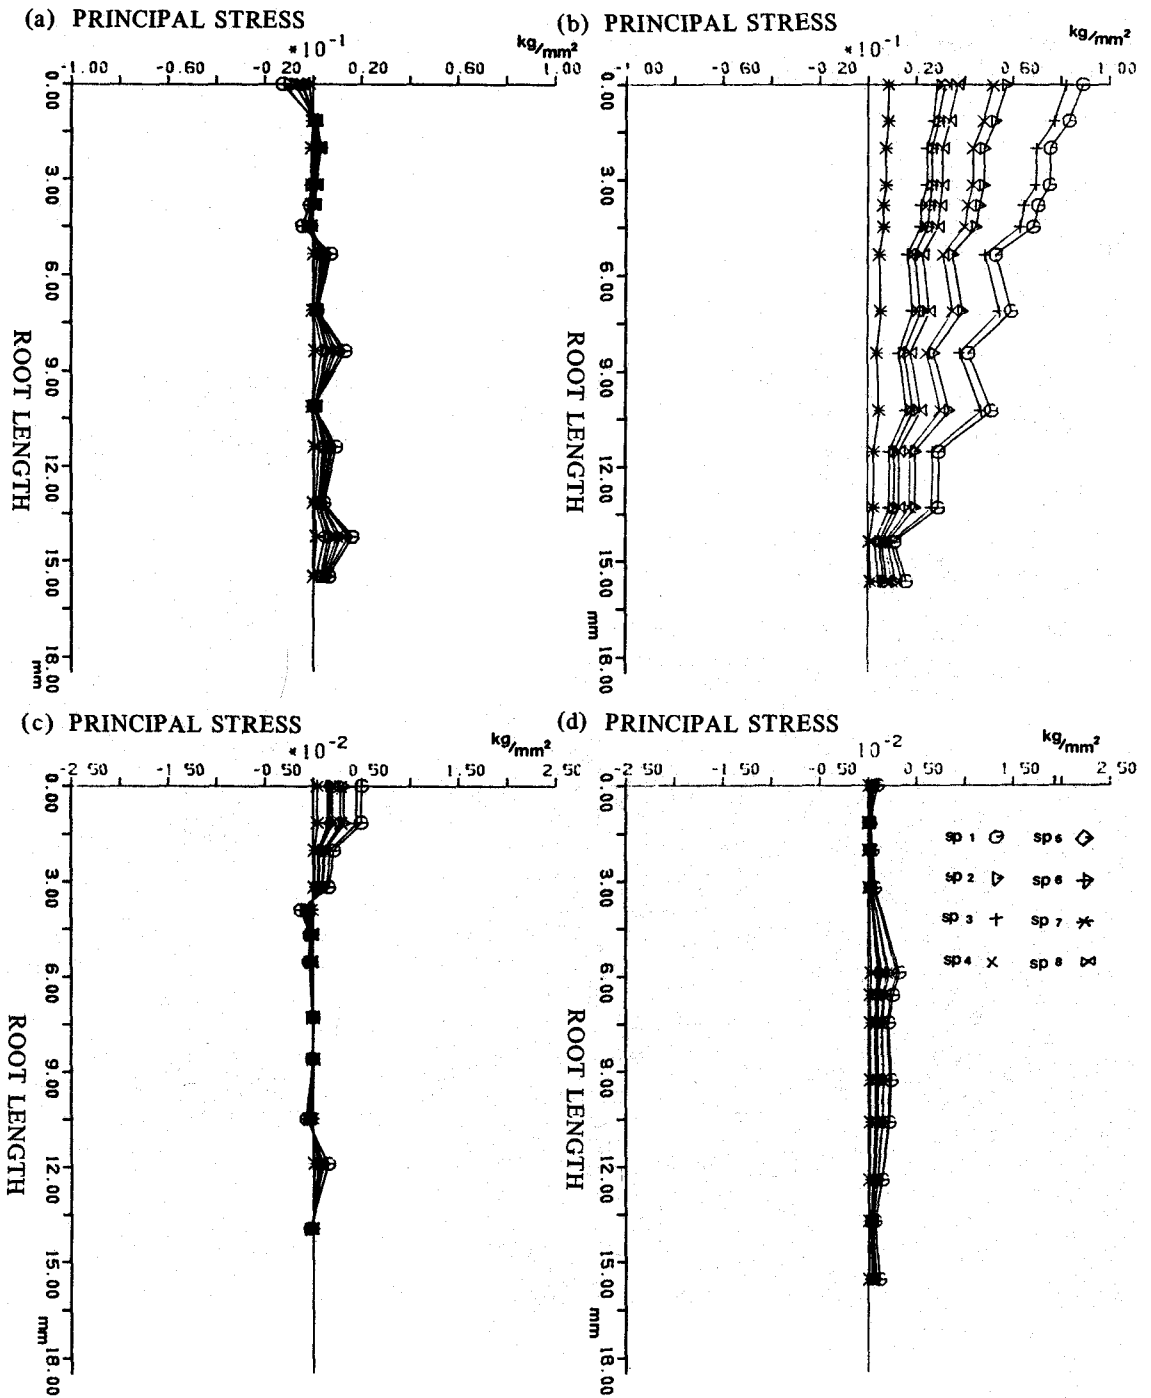 (a) PRINCIPAL STRESS
*10⁻¹ kg/mm²
-1.00 -0.60 -0.20 0.20 0.60 1.00
0.00
3.00
6.00
9.00
12.00
15.00
18.00
mm
ROOT LENGTH
(b) PRINCIPAL STRESS
*10⁻¹ kg/mm²
-1 00 -0 60 -0 20 0 20 0 60 1 00
0.00
3.00
6.00
9.00
12.00
15.00
18.00
mm
ROOT LENGTH
(c) PRINCIPAL STRESS
*10⁻² kg/mm²
-2 50 -1 50 -0 50 0 50 1 50 2 50
0.00
3.00
6.00
9.00
12.00
15.00
18.00
mm
ROOT LENGTH
(d) PRINCIPAL STRESS
10⁻² kg/mm²
-2 50 -1 50 -0 50 0 50 1 50 2 50
0.00
3.00
6.00
9.00
12.00
15.00
18.00
mm
ROOT LENGTH
sp 1 sp 5
sp 2 sp 6
sp 3 sp 7
sp 4 sp 8